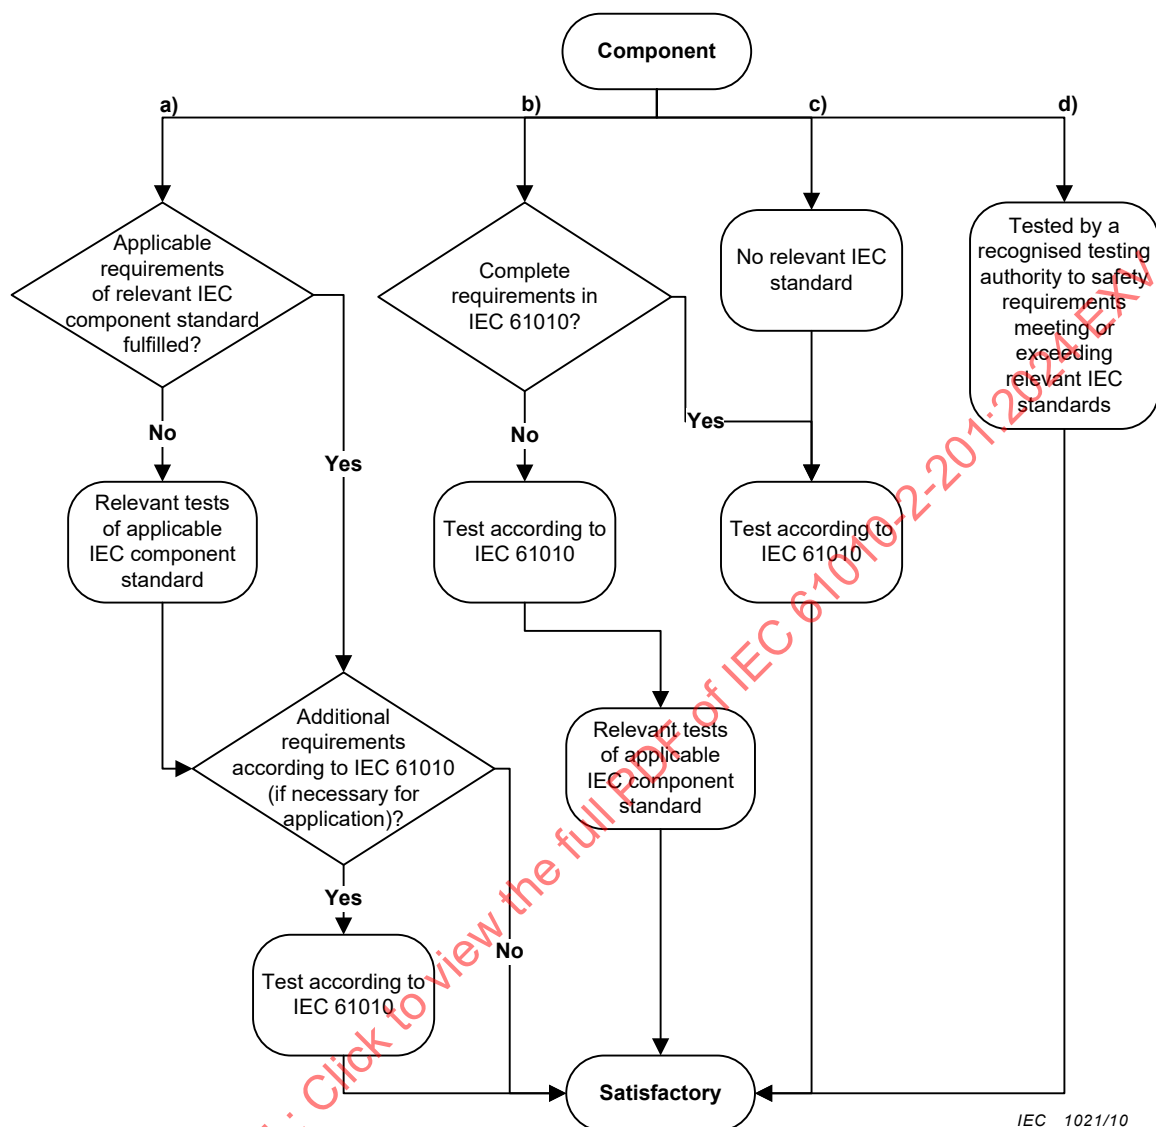 Component
a)
b)
c)
d)
Applicable
requirements
of relevant IEC
component standard
fulfilled?
Complete
requirements in
IEC 61010?
No relevant IEC
standard
Tested by a
recognised testing
authority to safety
requirements
meeting or
exceeding
relevant IEC
standards
No
Yes
No
Yes
Relevant tests
of applicable
IEC component
standard
Test according to
IEC 61010
Test according to
IEC 61010
Additional
requirements
according to IEC 61010
(if necessary for
application)?
Relevant tests
of applicable
IEC component
standard
Yes
No
Test according to
IEC 61010
Satisfactory
IEC 1021/10
: Click to view the full PDF of IEC 61010-2-201:2024 EXV